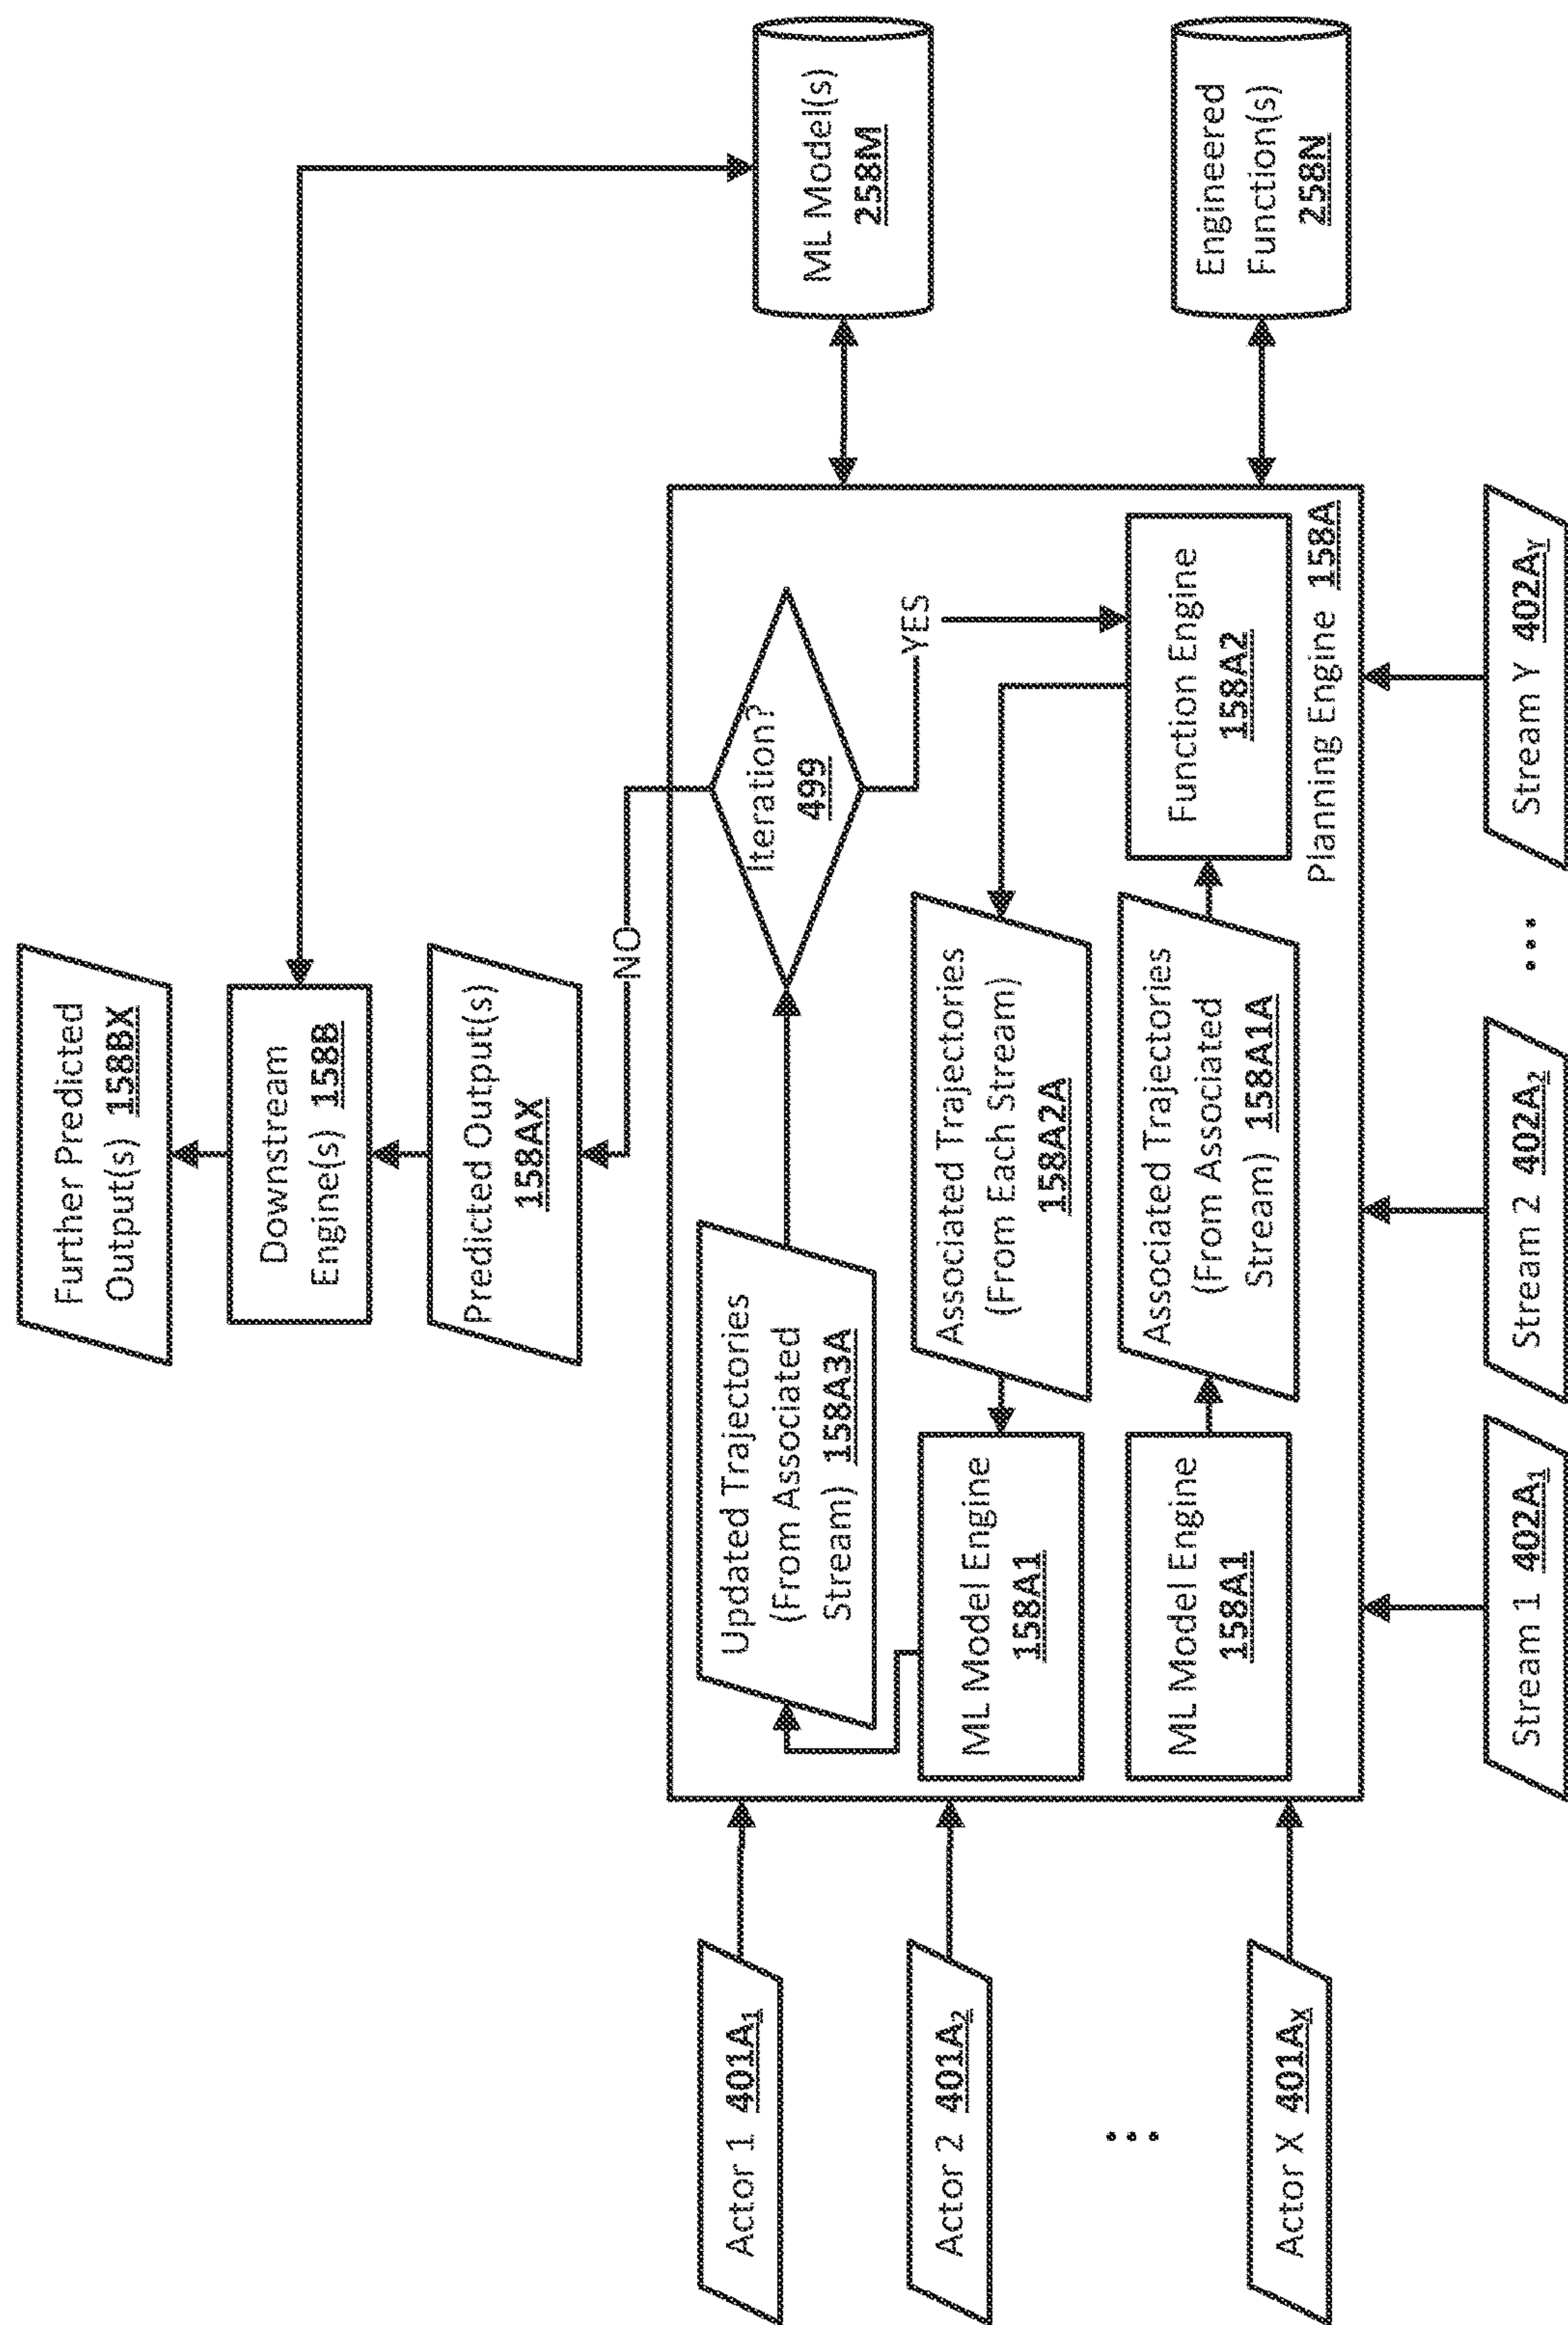 Further Predicted
Output(s) 158BX
Downstream
Engine(s) 158B
Predicted Output(s)
158AX
NO
ML Model(s)
258M
Engineered
Function(s)
258N
Actor 1 401A₁
Actor 2 401A₂
...
Actor X 401Aₓ
Updated Trajectories
(From Associated
Stream) 158A3A
Iteration?
499
YES
ML Model Engine
158A1
Associated Trajectories
(From Each Stream)
158A2A
ML Model Engine
158A1
Associated Trajectories
(From Associated
Stream) 158A1A
Function Engine
158A2
Planning Engine 158A
Stream 1 402A₁
Stream 2 402A₂
...
Stream Y 402AY